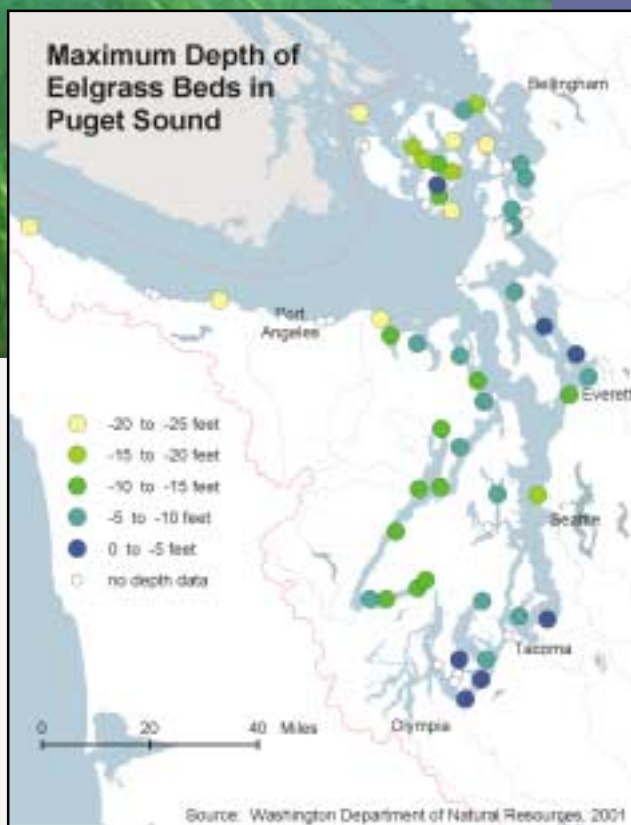 Maximum Depth of
Eelgrass Beds in
Puget Sound
Bellingham
Port
Angeles
Everett
-20 to -25 feet
-15 to -20 feet
-10 to -15 feet
-5 to -10 feet
0 to -5 feet
no depth data
Seattle
Tacoma
Olympia
0 20 40 Miles
Source: Washington Department of Natural Resources, 2001